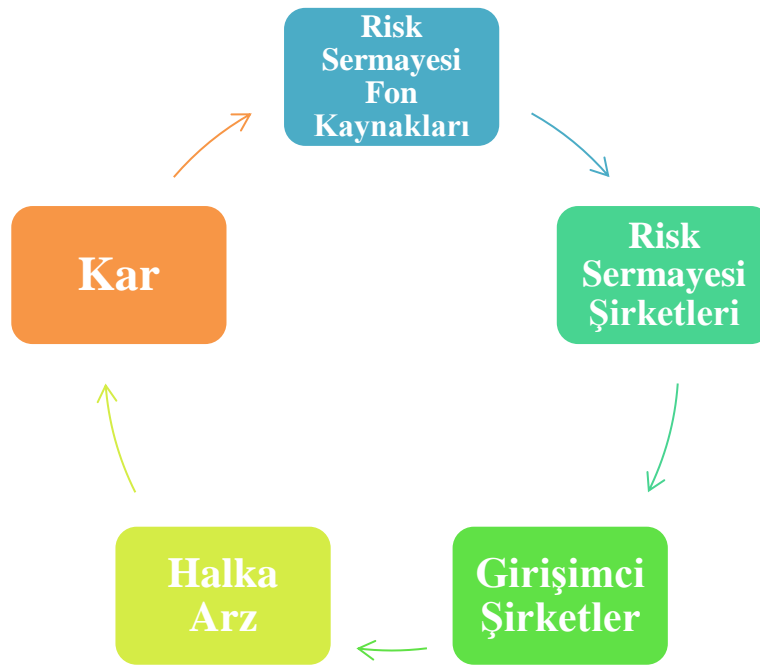 Risk
Sermayesi
Fon
Kaynakları
Risk
Sermayesi
Şirketleri
Girişimci
Şirketler
Halka
Arz
Kar